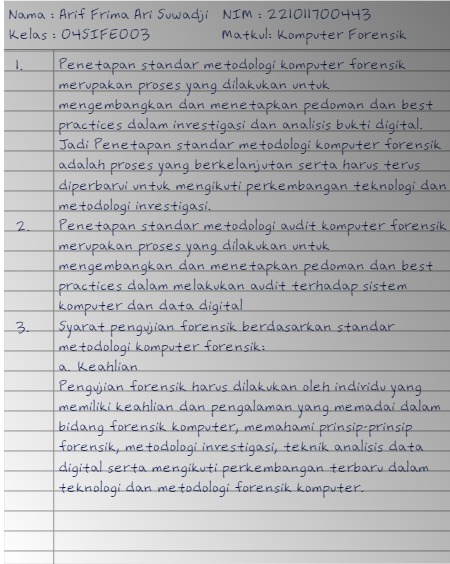 Nama : Arif Frima Ari Suwadji NIM : 221011700443
Kelas : 04SIFE003 Matkul: Komputer Forensik
1. Penetapan standar metodologi komputer forensik
merupakan proses yang dilakukan untuk
mengembangkan dan menetapkan pedoman dan best
practices dalam investigasi dan analisis bukti digital.
Jadi Penetapan standar metodologi komputer forensik
adalah proses yang berkelanjutan serta harus terus
diperbarui untuk mengikuti perkembangan teknologi dan
metodologi investigasi.
2. Penetapan standar metodologi audit komputer forensik
merupakan proses yang dilakukan untuk
mengembangkan dan menetapkan pedoman dan best
practices dalam melakukan audit terhadap sistem
komputer dan data digital
3. Syarat pengujian forensik berdasarkan standar
metodologi komputer forensik:
a. Keahlian
Pengujian forensik harus dilakukan oleh individu yang
memiliki keahlian dan pengalaman yang memadai dalam
bidang forensik komputer, memahami prinsip-prinsip
forensik, metodologi investigasi, teknik analisis data
digital serta mengikuti perkembangan terbaru dalam
teknologi dan metodologi forensik komputer.